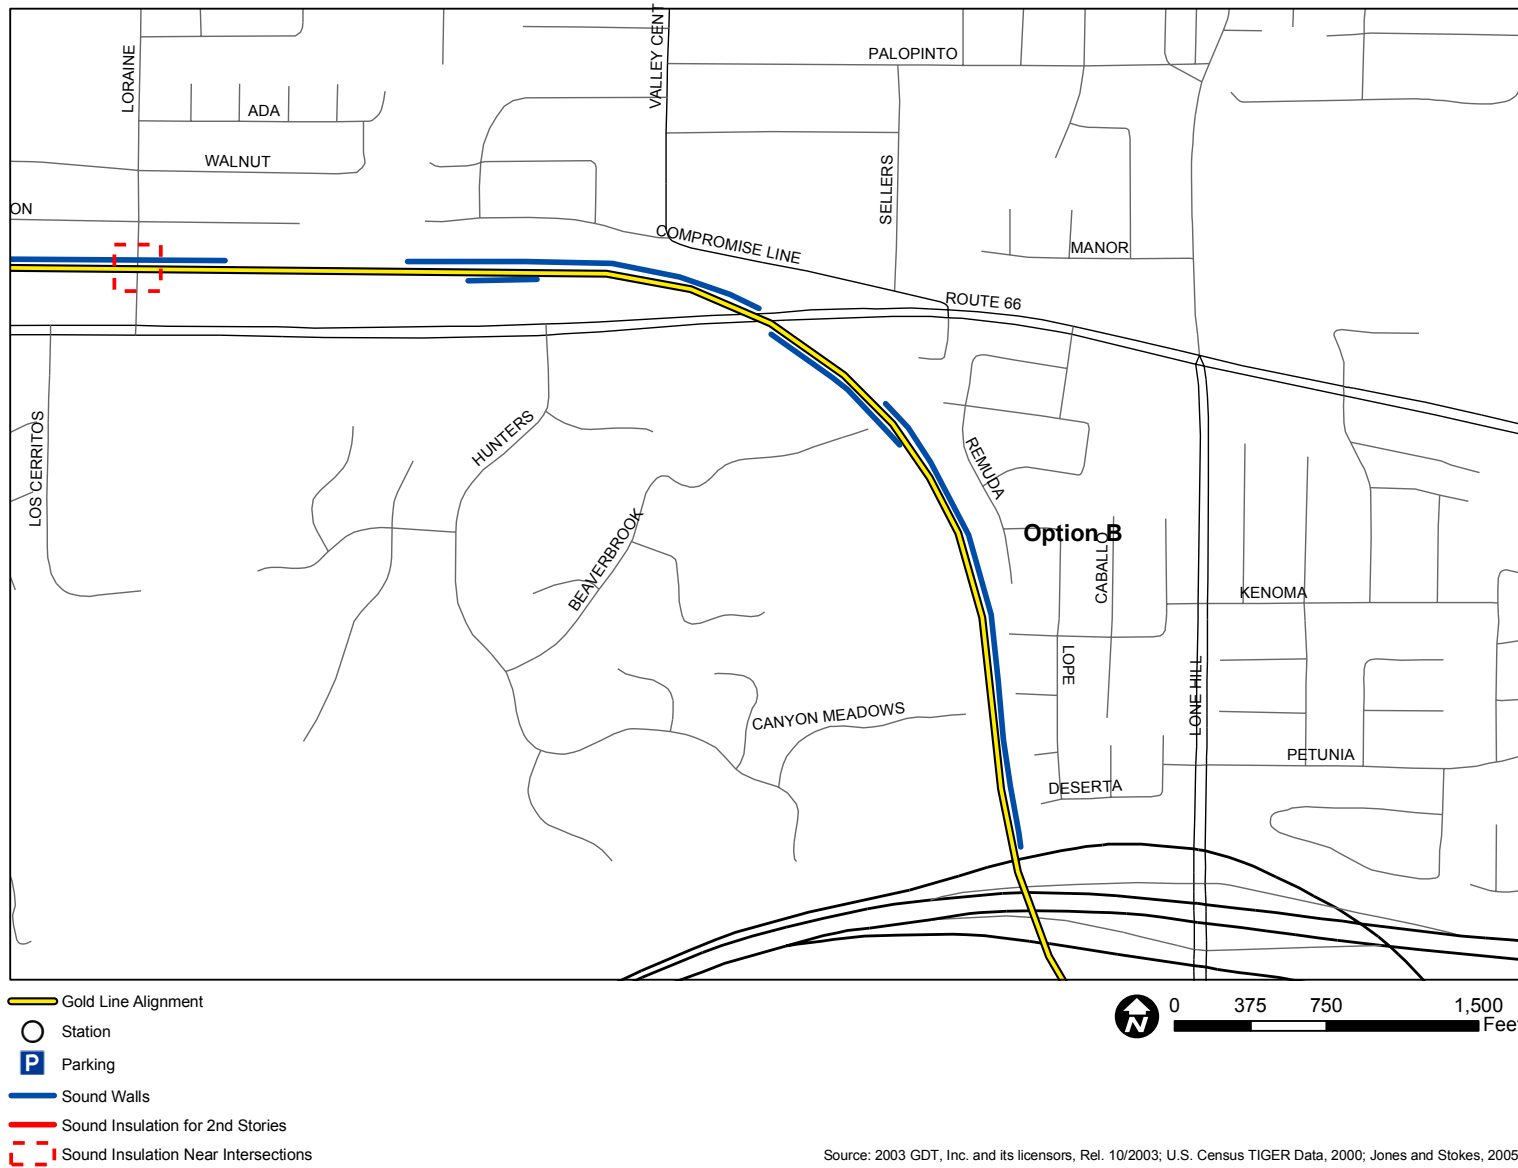 VALLEY CENT
PALOPINTO
LORAINE
ADA
WALNUT
SELLERS
ON
COMPROMISE LINE
MANOR
ROUTE 66
LOS CERRITOS
HUNTERS
REMUDA
BEAVERBROOK
Option B
CABALLO
KENOMA
LOPE
LONE HILL
CANYON MEADOWS
PETUNIA
DESERTA
Gold Line Alignment
Station
P Parking
Sound Walls
Sound Insulation for 2nd Stories
Sound Insulation Near Intersections
N
0 375 750 1,500
Feet
Source: 2003 GDT, Inc. and its licensors, Rel. 10/2003; U.S. Census TIGER Data, 2000; Jones and Stokes, 2005